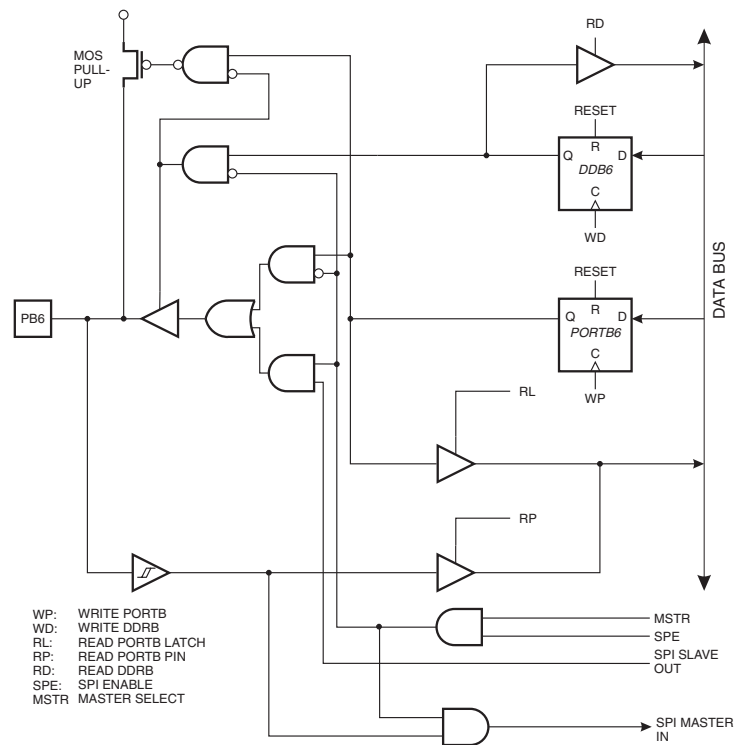 RD
MOS
PULL-
UP
RESET
R
Q
D
DDB6
C
WD
DATA BUS
RESET
PB6
R
Q
D
PORTB6
C
WP
RL
RP
WP: WRITE PORTB
WD: WRITE DDRB
RL: READ PORTB LATCH
RP: READ PORTB PIN
RD: READ DDRB
SPE: SPI ENABLE
MSTR MASTER SELECT
MSTR
SPE
SPI SLAVE
OUT
SPI MASTER
IN